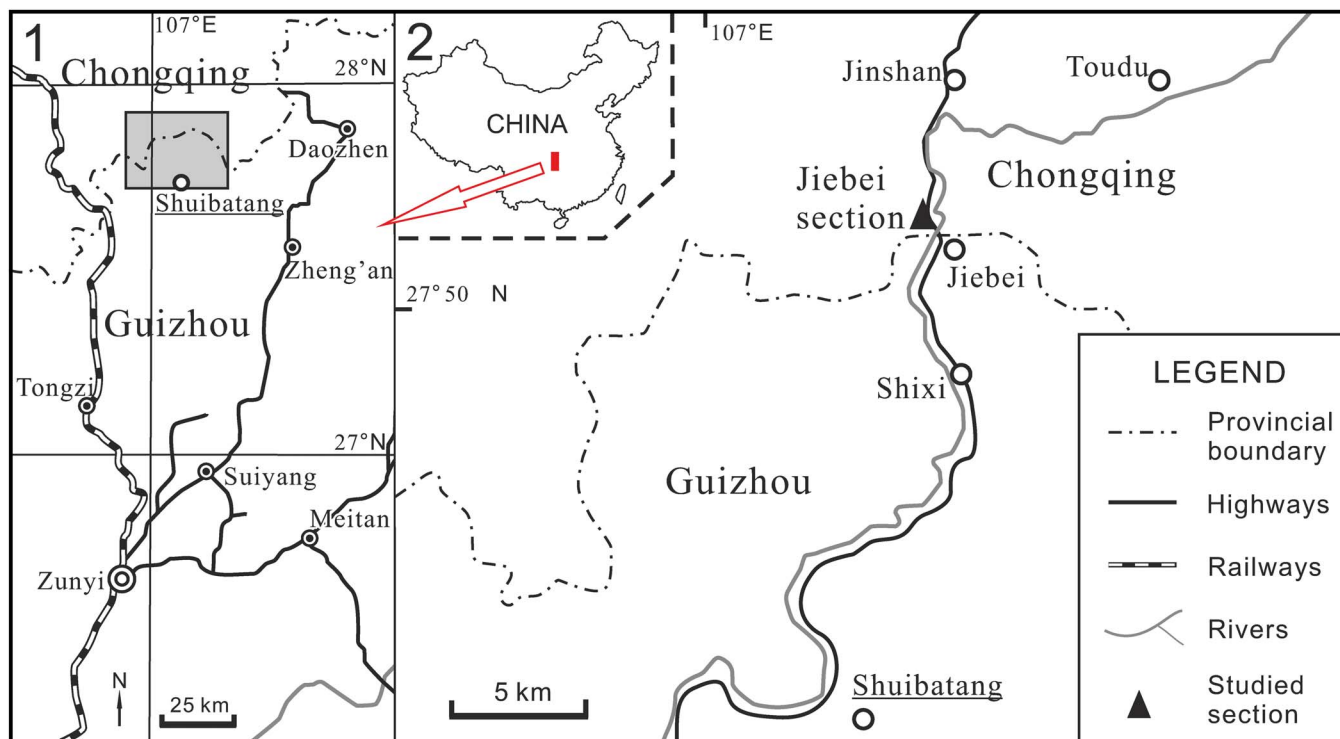 1
107°E
Chongqing
28°N
Daozhen
Shuibatang
Zheng'an
Guizhou
Tongzi
27°N
Suiyang
Meitan
Zunyi
N
25 km
2
CHINA
107°E
Jinshan
Toudu
Chongqing
Jiebei
section
Jiebei
27°50 N
Shixi
Guizhou
5 km
Shuibatang
LEGEND
Provincial
boundary
Highways
Railways
Rivers
Studied
section